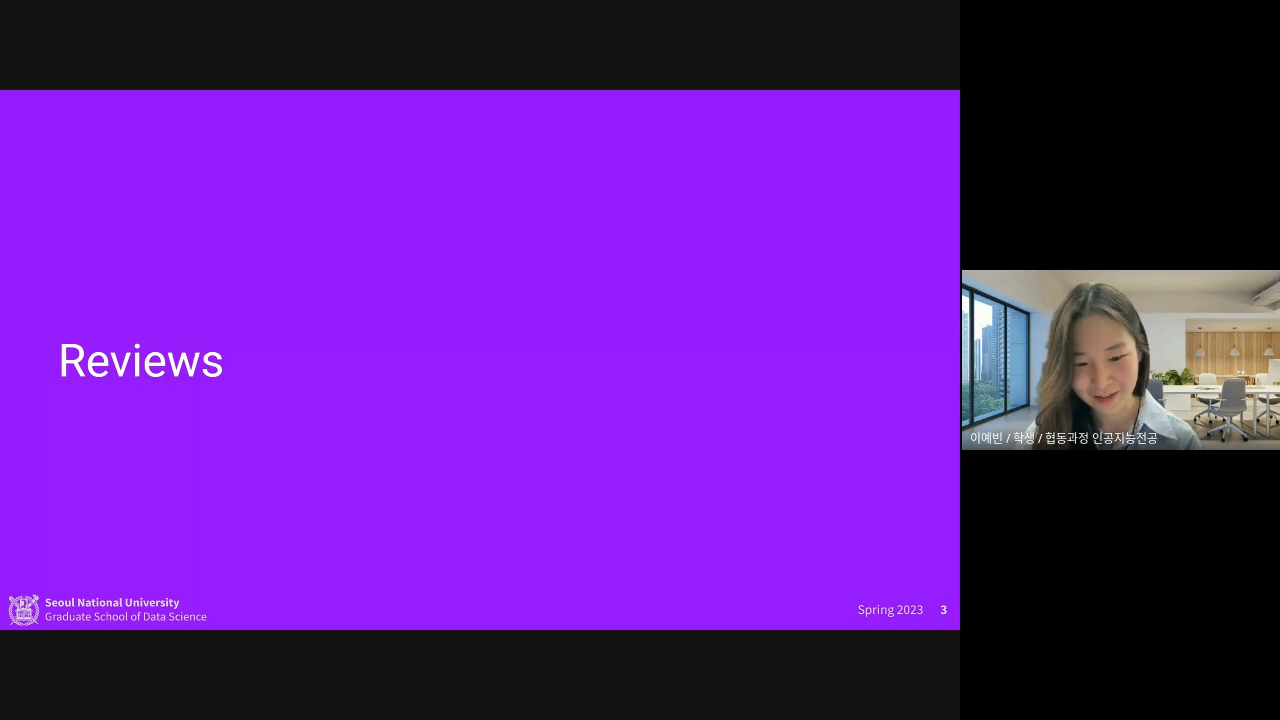 Reviews
Seoul National University
Graduate School of Data Science
Spring 2023 3
이예빈 / 학생 / 협동과정 인공지능전공